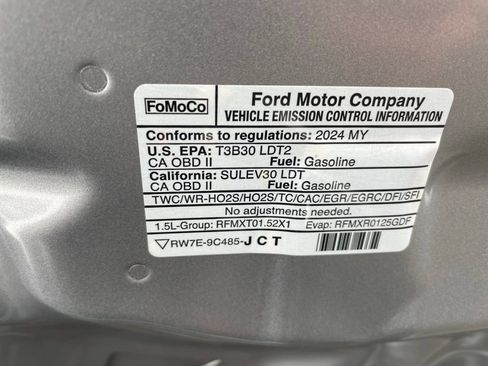 FoMoCo
Ford Motor Company
VEHICLE EMISSION CONTROL INFORMATION
Conforms to regulations: 2024 MY
U.S. EPA: T3B30 LDT2
CA OBD II Fuel: Gasoline
California: SULEV30 LDT
CA OBD II Fuel: Gasoline
TWC/WR-HO2S/HO2S/TC/CAC/EGR/EGRC/DFI/SFI
No adjustments needed.
1.5L-Group: RFMXT01.52X1 Evap: RFMXR0125GDF
RW7E-9C485-JCT